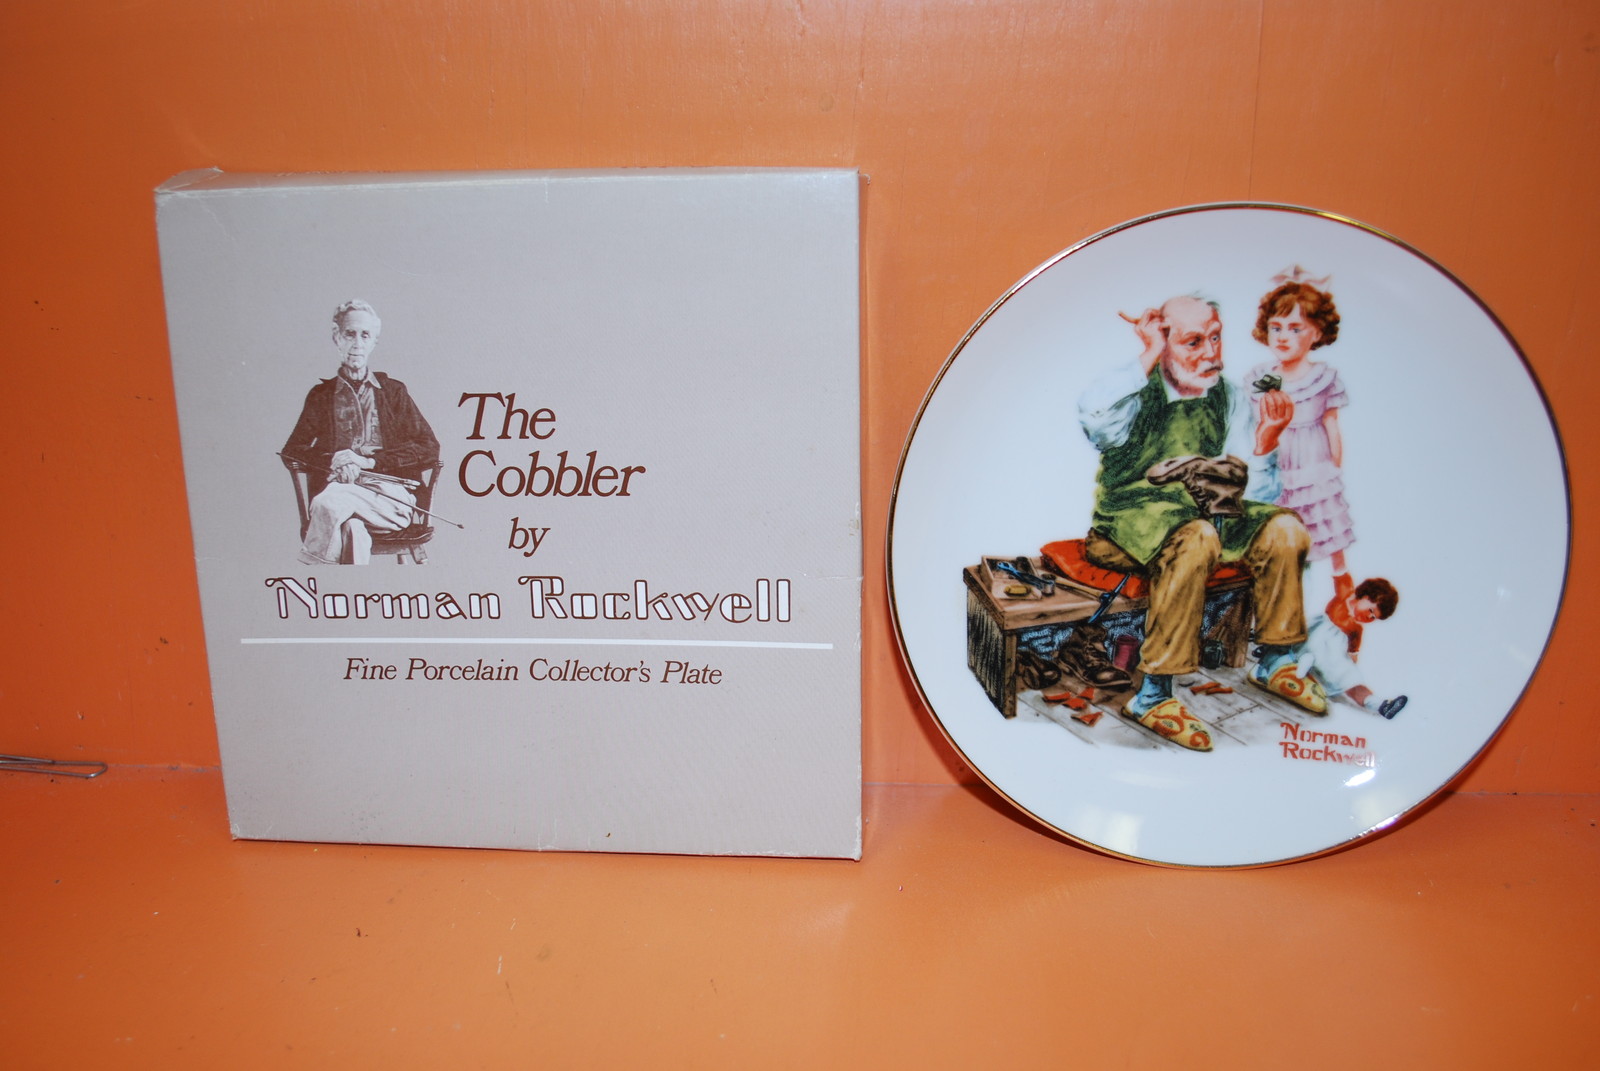 The
Cobbler
by
Norman Rockwell
Fine Porcelain Collector's Plate
Norman
Rockwell